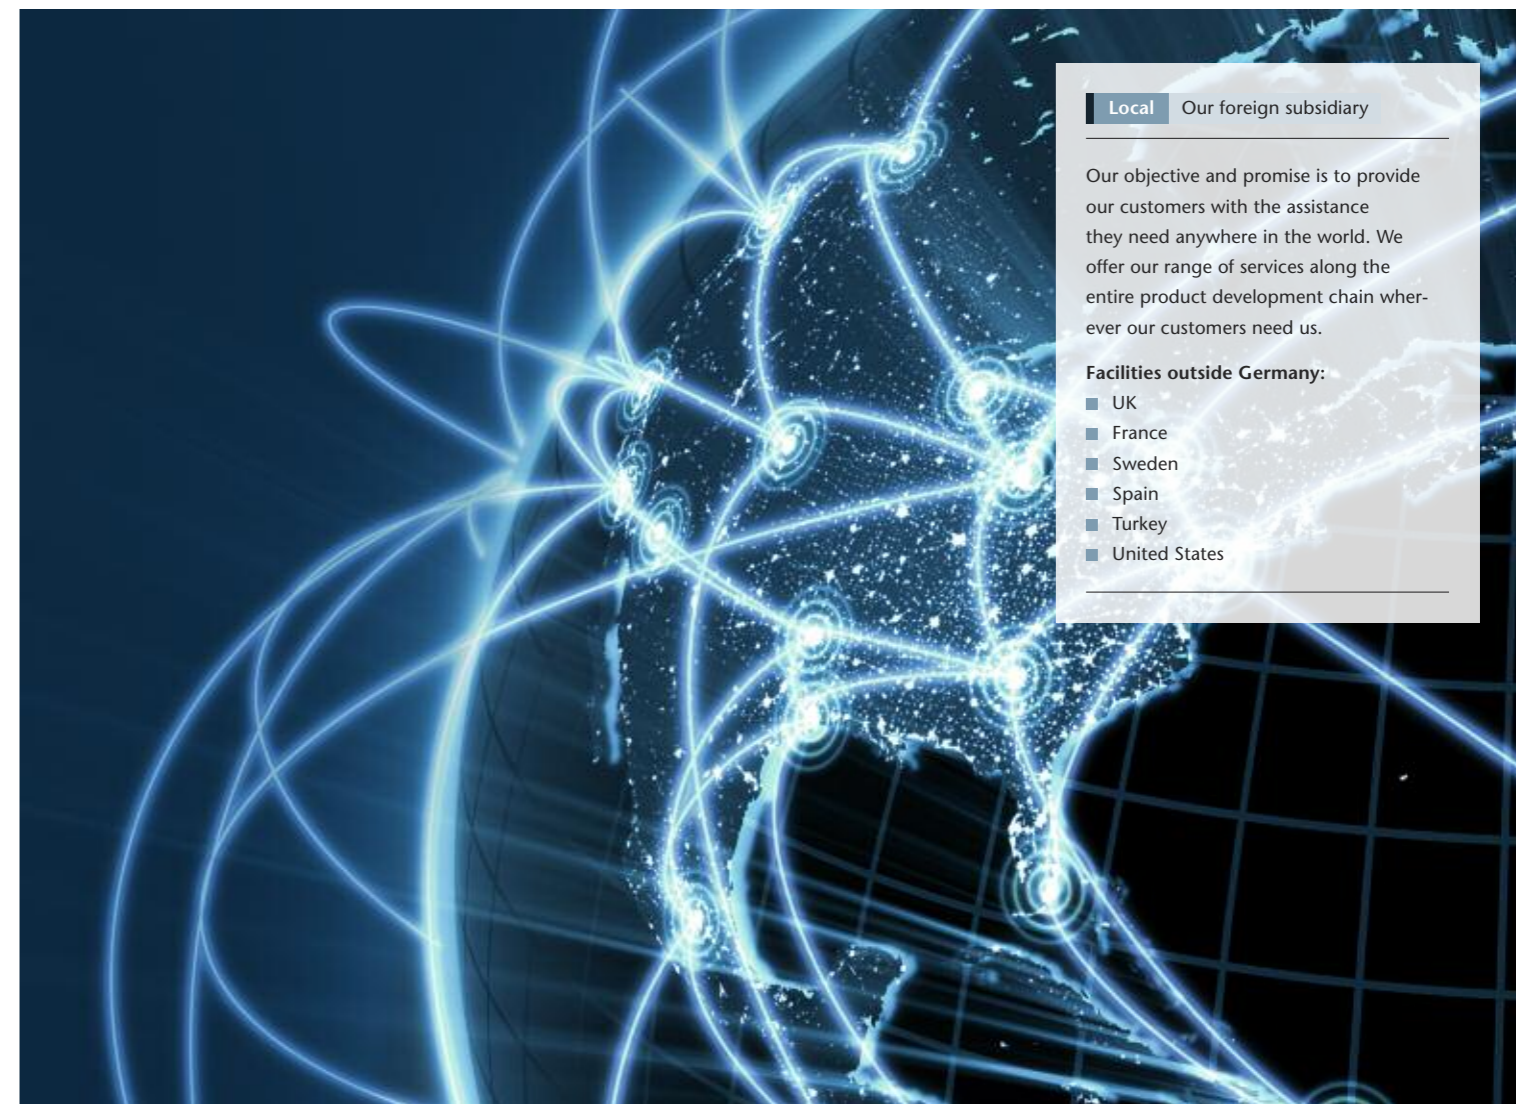 Local Our foreign subsidiary
Our objective and promise is to provide
our customers with the assistance
they need anywhere in the world. We
offer our range of services along the
entire product development chain wher-
ever our customers need us.
Facilities outside Germany:
UK
France
Sweden
Spain
Turkey
United States